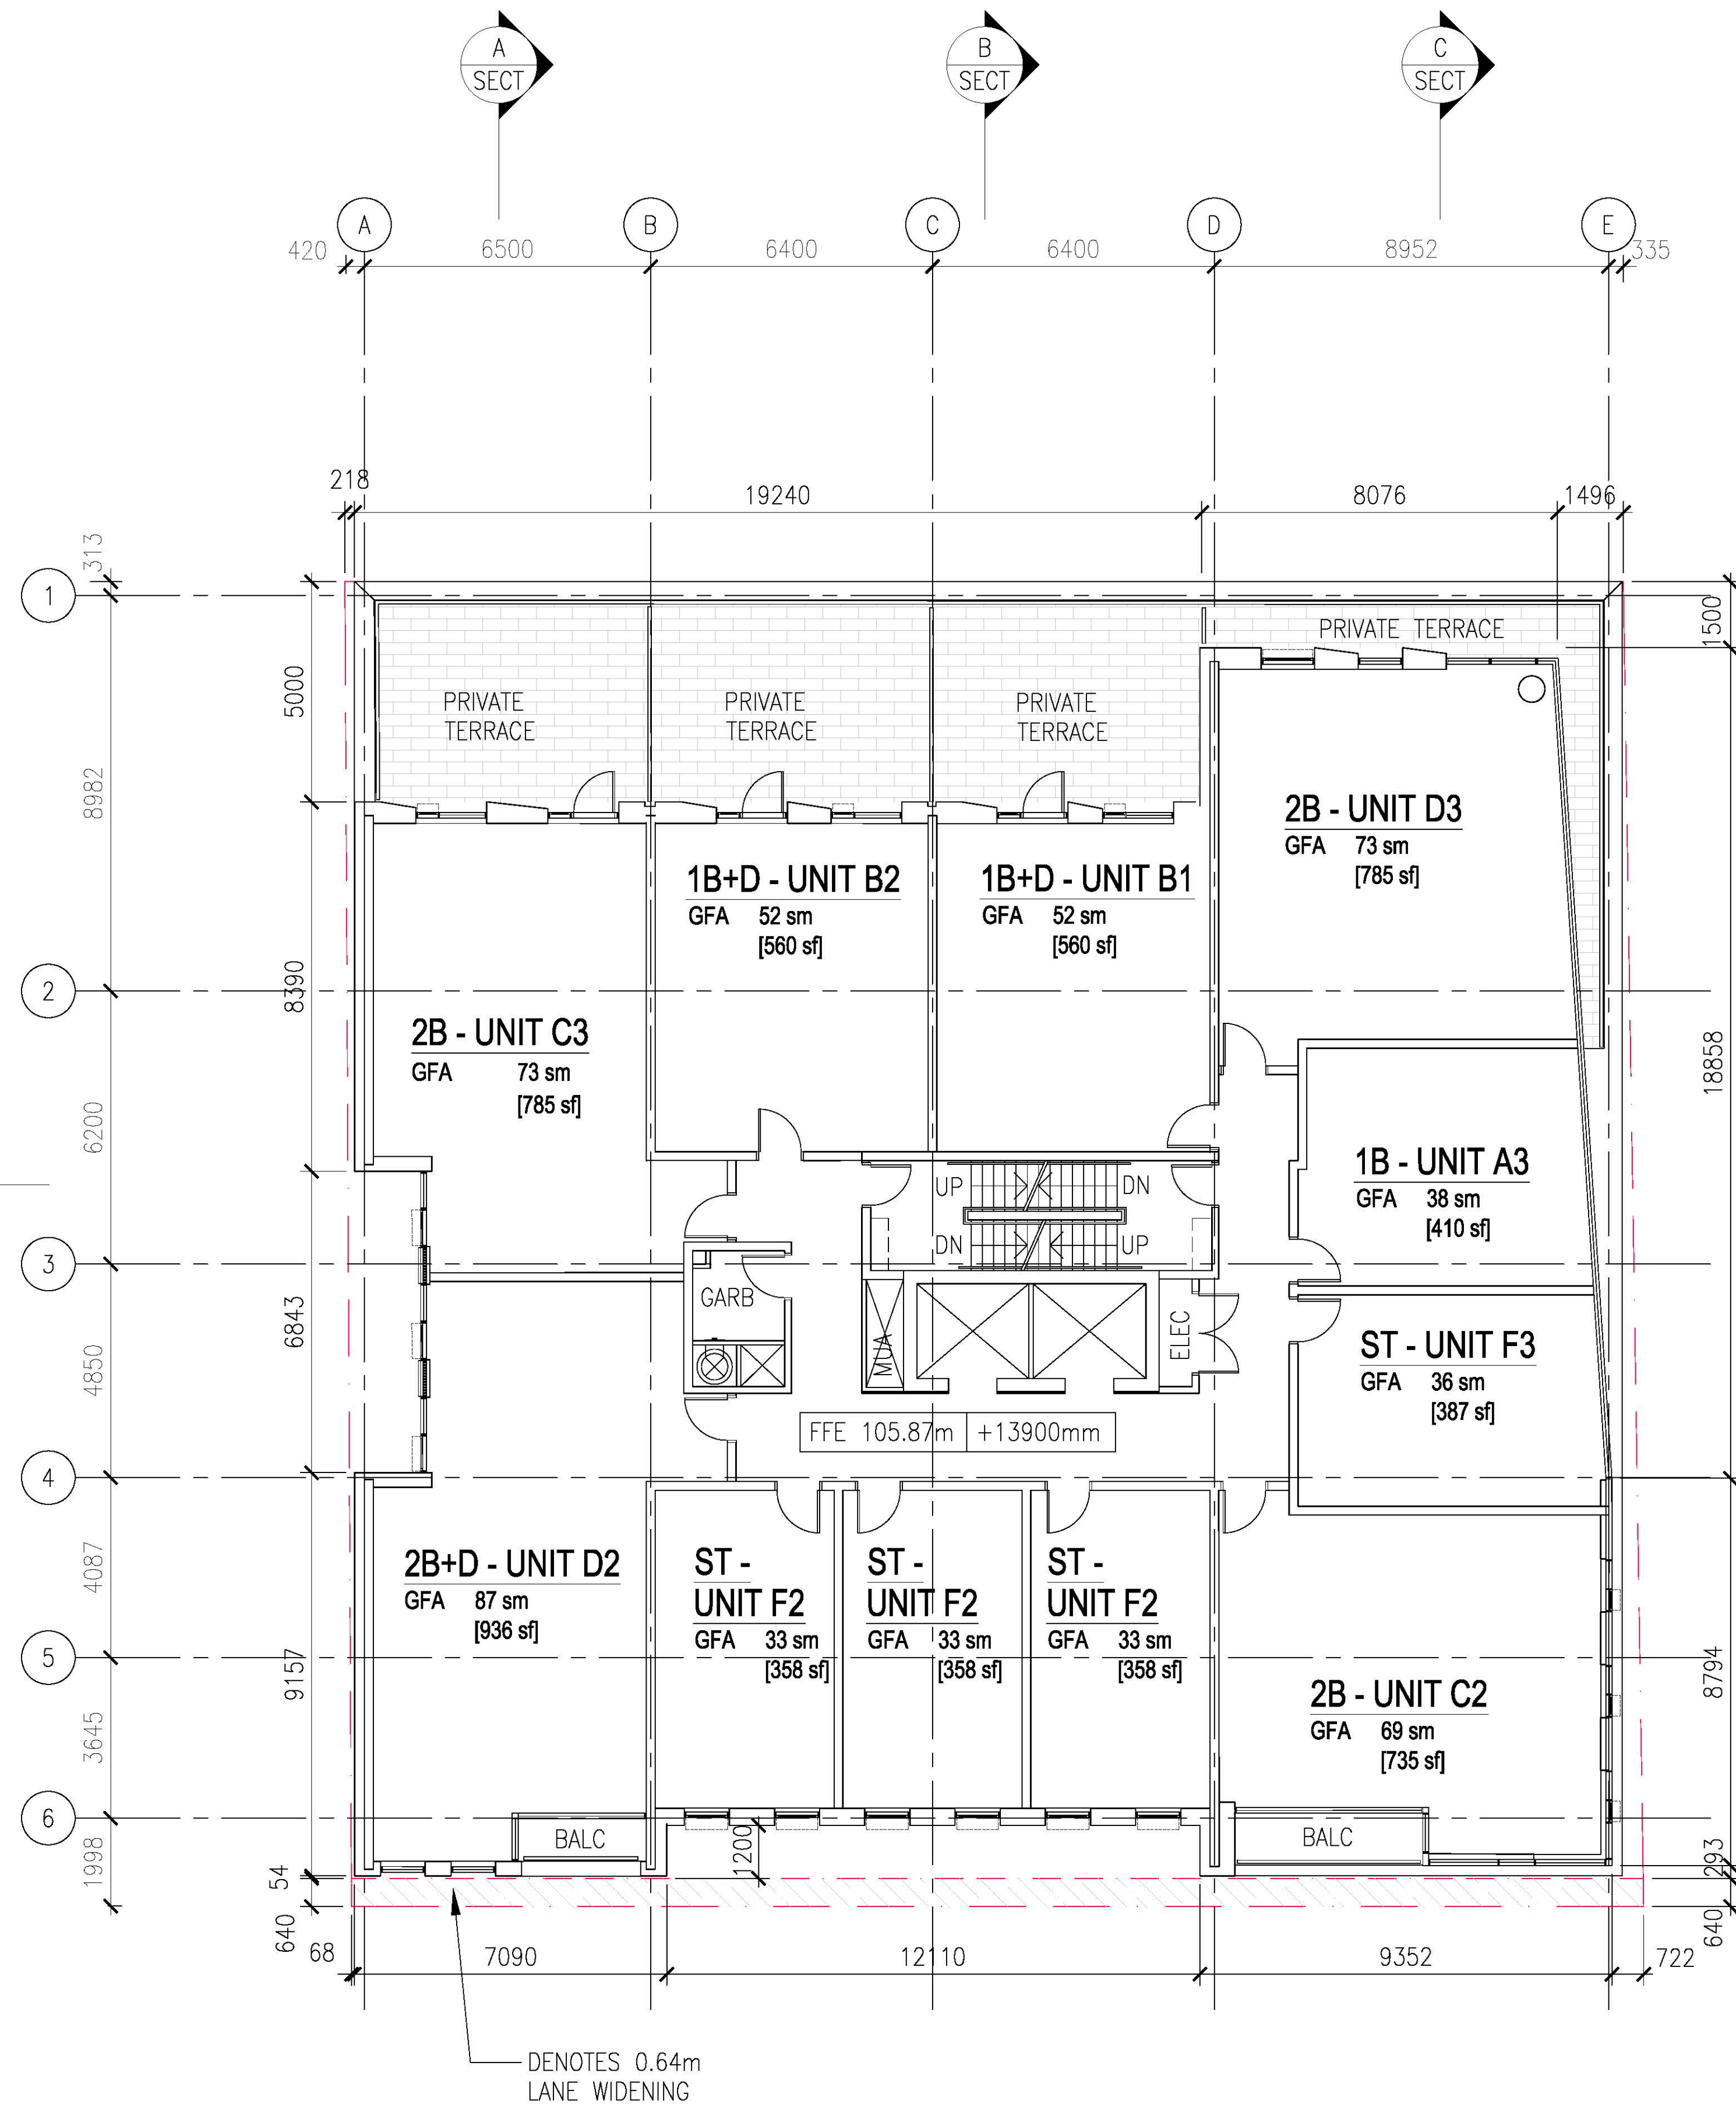 A
SECT
B
SECT
C
SECT
A
B
C
D
E
420
6500
6400
6400
8952
335
218
19240
8076
1496
313
1
5000
8982
1500
PRIVATE TERRACE
PRIVATE
TERRACE
PRIVATE
TERRACE
PRIVATE
TERRACE
2B - UNIT D3
GFA 73 sm
[785 sf]
1B+D - UNIT B2
GFA 52 sm
[560 sf]
1B+D - UNIT B1
GFA 52 sm
[560 sf]
2
8390
2B - UNIT C3
GFA 73 sm
[785 sf]
18858
6200
1B - UNIT A3
GFA 38 sm
[410 sf]
UP
DN
DN
UP
3
GARB
MUA
ELEC
6843
4850
ST - UNIT F3
GFA 36 sm
[387 sf]
FFE 105.87m
+13900mm
4
4087
2B+D - UNIT D2
GFA 87 sm
[936 sf]
ST -
UNIT F2
GFA 33 sm
[358 sf]
ST -
UNIT F2
GFA 33 sm
[358 sf]
ST -
UNIT F2
GFA 33 sm
[358 sf]
5
9157
8794
2B - UNIT C2
GFA 69 sm
[735 sf]
3645
6
BALC
1200
BALC
1998
54
293
640
640
68
7090
12110
9352
722
DENOTES 0.64m
LANE WIDENING